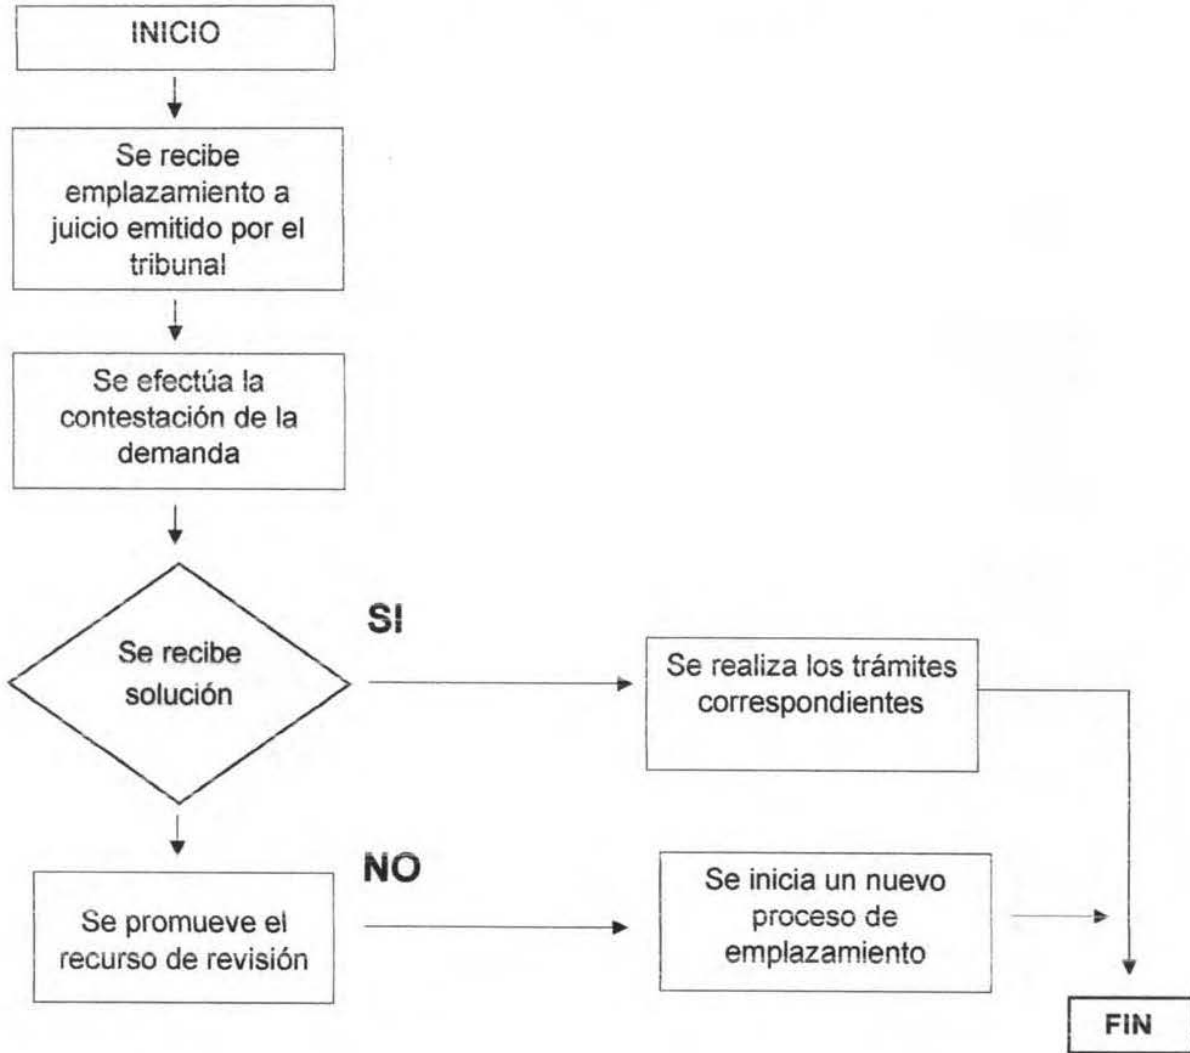 INICIO
Se recibe
emplazamiento a
juicio emitido por el
tribunal
Se efectúa la
contestación de la
demanda
Se recibe
solución
SI
Se realiza los trámites
correspondientes
Se promueve el
recurso de revisión
NO
Se inicia un nuevo
proceso de
emplazamiento
FIN